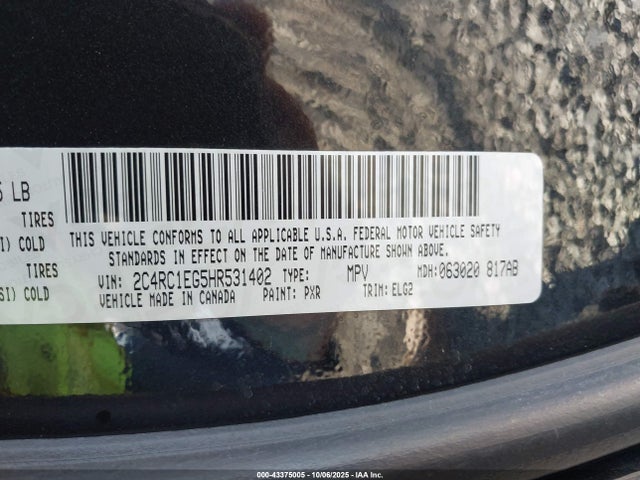 5 LB
TIRES
SI) COLD
TIRES
SI) COLD
THIS VEHICLE CONFORMS TO ALL APPLICABLE U.S.A. FEDERAL MOTOR VEHICLE SAFETY
STANDARDS IN EFFECT ON THE DATE OF MANUFACTURE SHOWN ABOVE.
VIN: 2C4RC1EG5HR531402 TYPE: MPV MDH:063020 817AB
VEHICLE MADE IN CANADA PAINT: PXR TRIM: ELG2
000-43375005 - 10/06/2025 - IAA Inc.